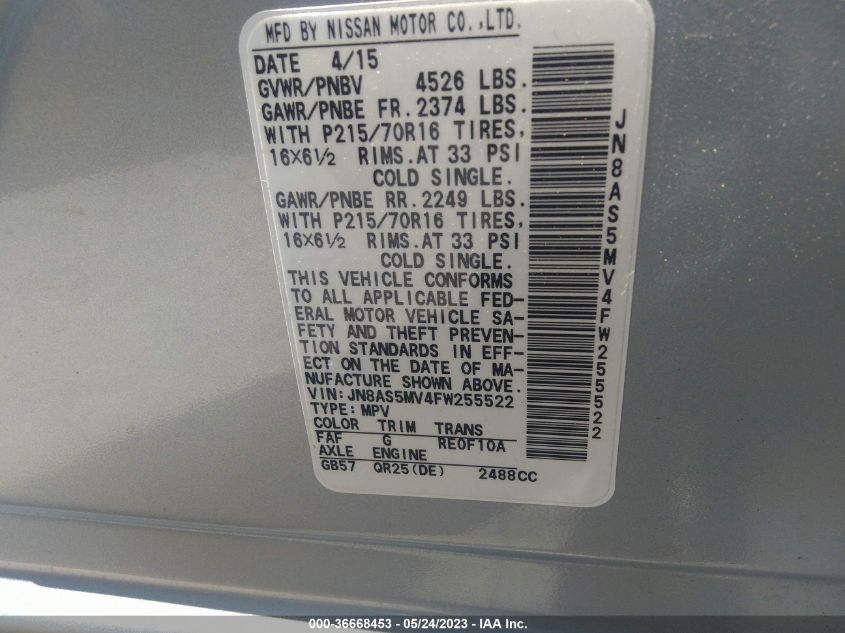 MFD BY NISSAN MOTOR CO.,LTD.
DATE 4/15
GVWR/PNBV 4526 LBS.
GAWR/PNBE FR. 2374 LBS.
WITH P215/70R16 TIRES,
16X6½ RIMS. AT 33 PSI
COLD SINGLE.
GAWR/PNBE RR. 2249 LBS.
WITH P215/70R16 TIRES,
16X6½ RIMS. AT 33 PSI
COLD SINGLE.
THIS VEHICLE CONFORMS
TO ALL APPLICABLE FED-
ERAL MOTOR VEHICLE SA-
FETY AND THEFT PREVEN-
TION STANDARDS IN EFF-
ECT ON THE DATE OF MA-
NUFACTURE SHOWN ABOVE.
VIN: JN8AS5MV4FW255522
TYPE: MPV
COLOR TRIM TRANS
FAF G RE0F10A
AXLE ENGINE
GB57 QR25(DE) 2488CC
JN8AS5MV4FW255522
000-36668453 - 05/24/2023 - IAA Inc.